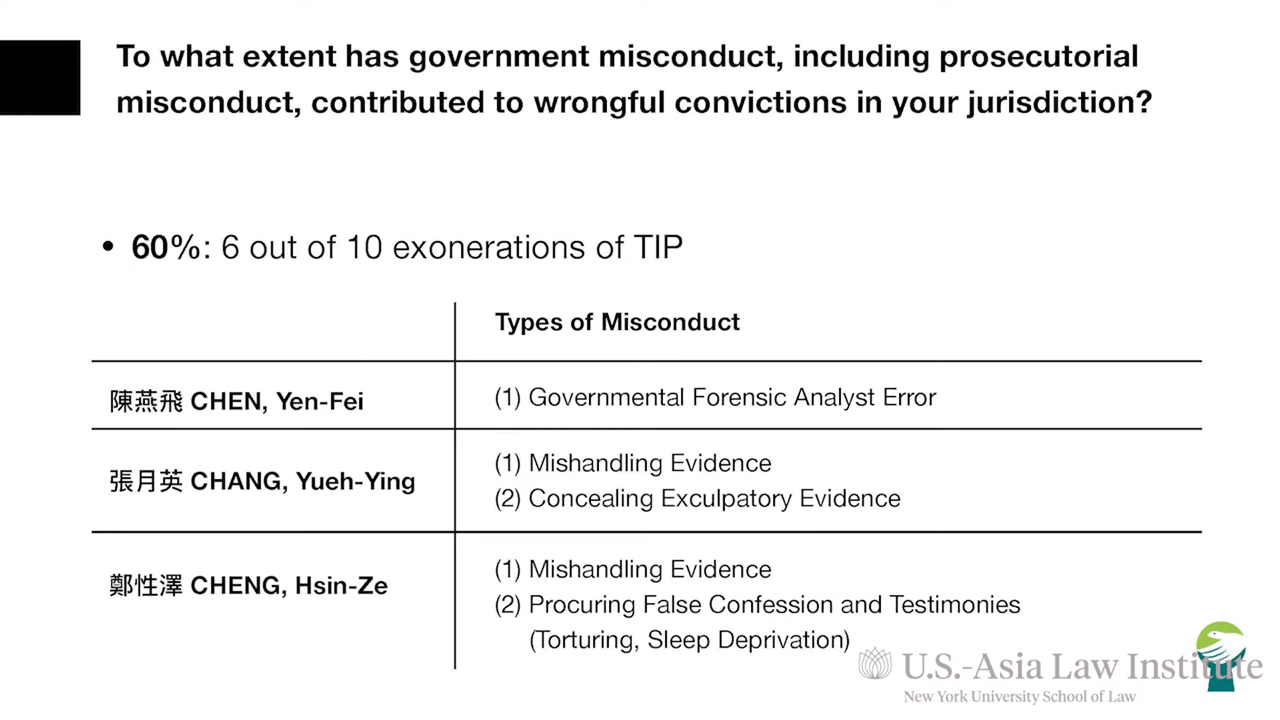 To what extent has government misconduct, including prosecutorial
misconduct, contributed to wrongful convictions in your jurisdiction?
• 60%: 6 out of 10 exonerations of TIP
Types of Misconduct
陳燕飛 CHEN, Yen-Fei
(1) Governmental Forensic Analyst Error
張月英 CHANG, Yueh-Ying
(1) Mishandling Evidence
(2) Concealing Exculpatory Evidence
鄭性澤 CHENG, Hsin-Ze
(1) Mishandling Evidence
(2) Procuring False Confession and Testimonies
(Torturing, Sleep Deprivation)
U.S.-Asia Law Institute
New York University School of Law